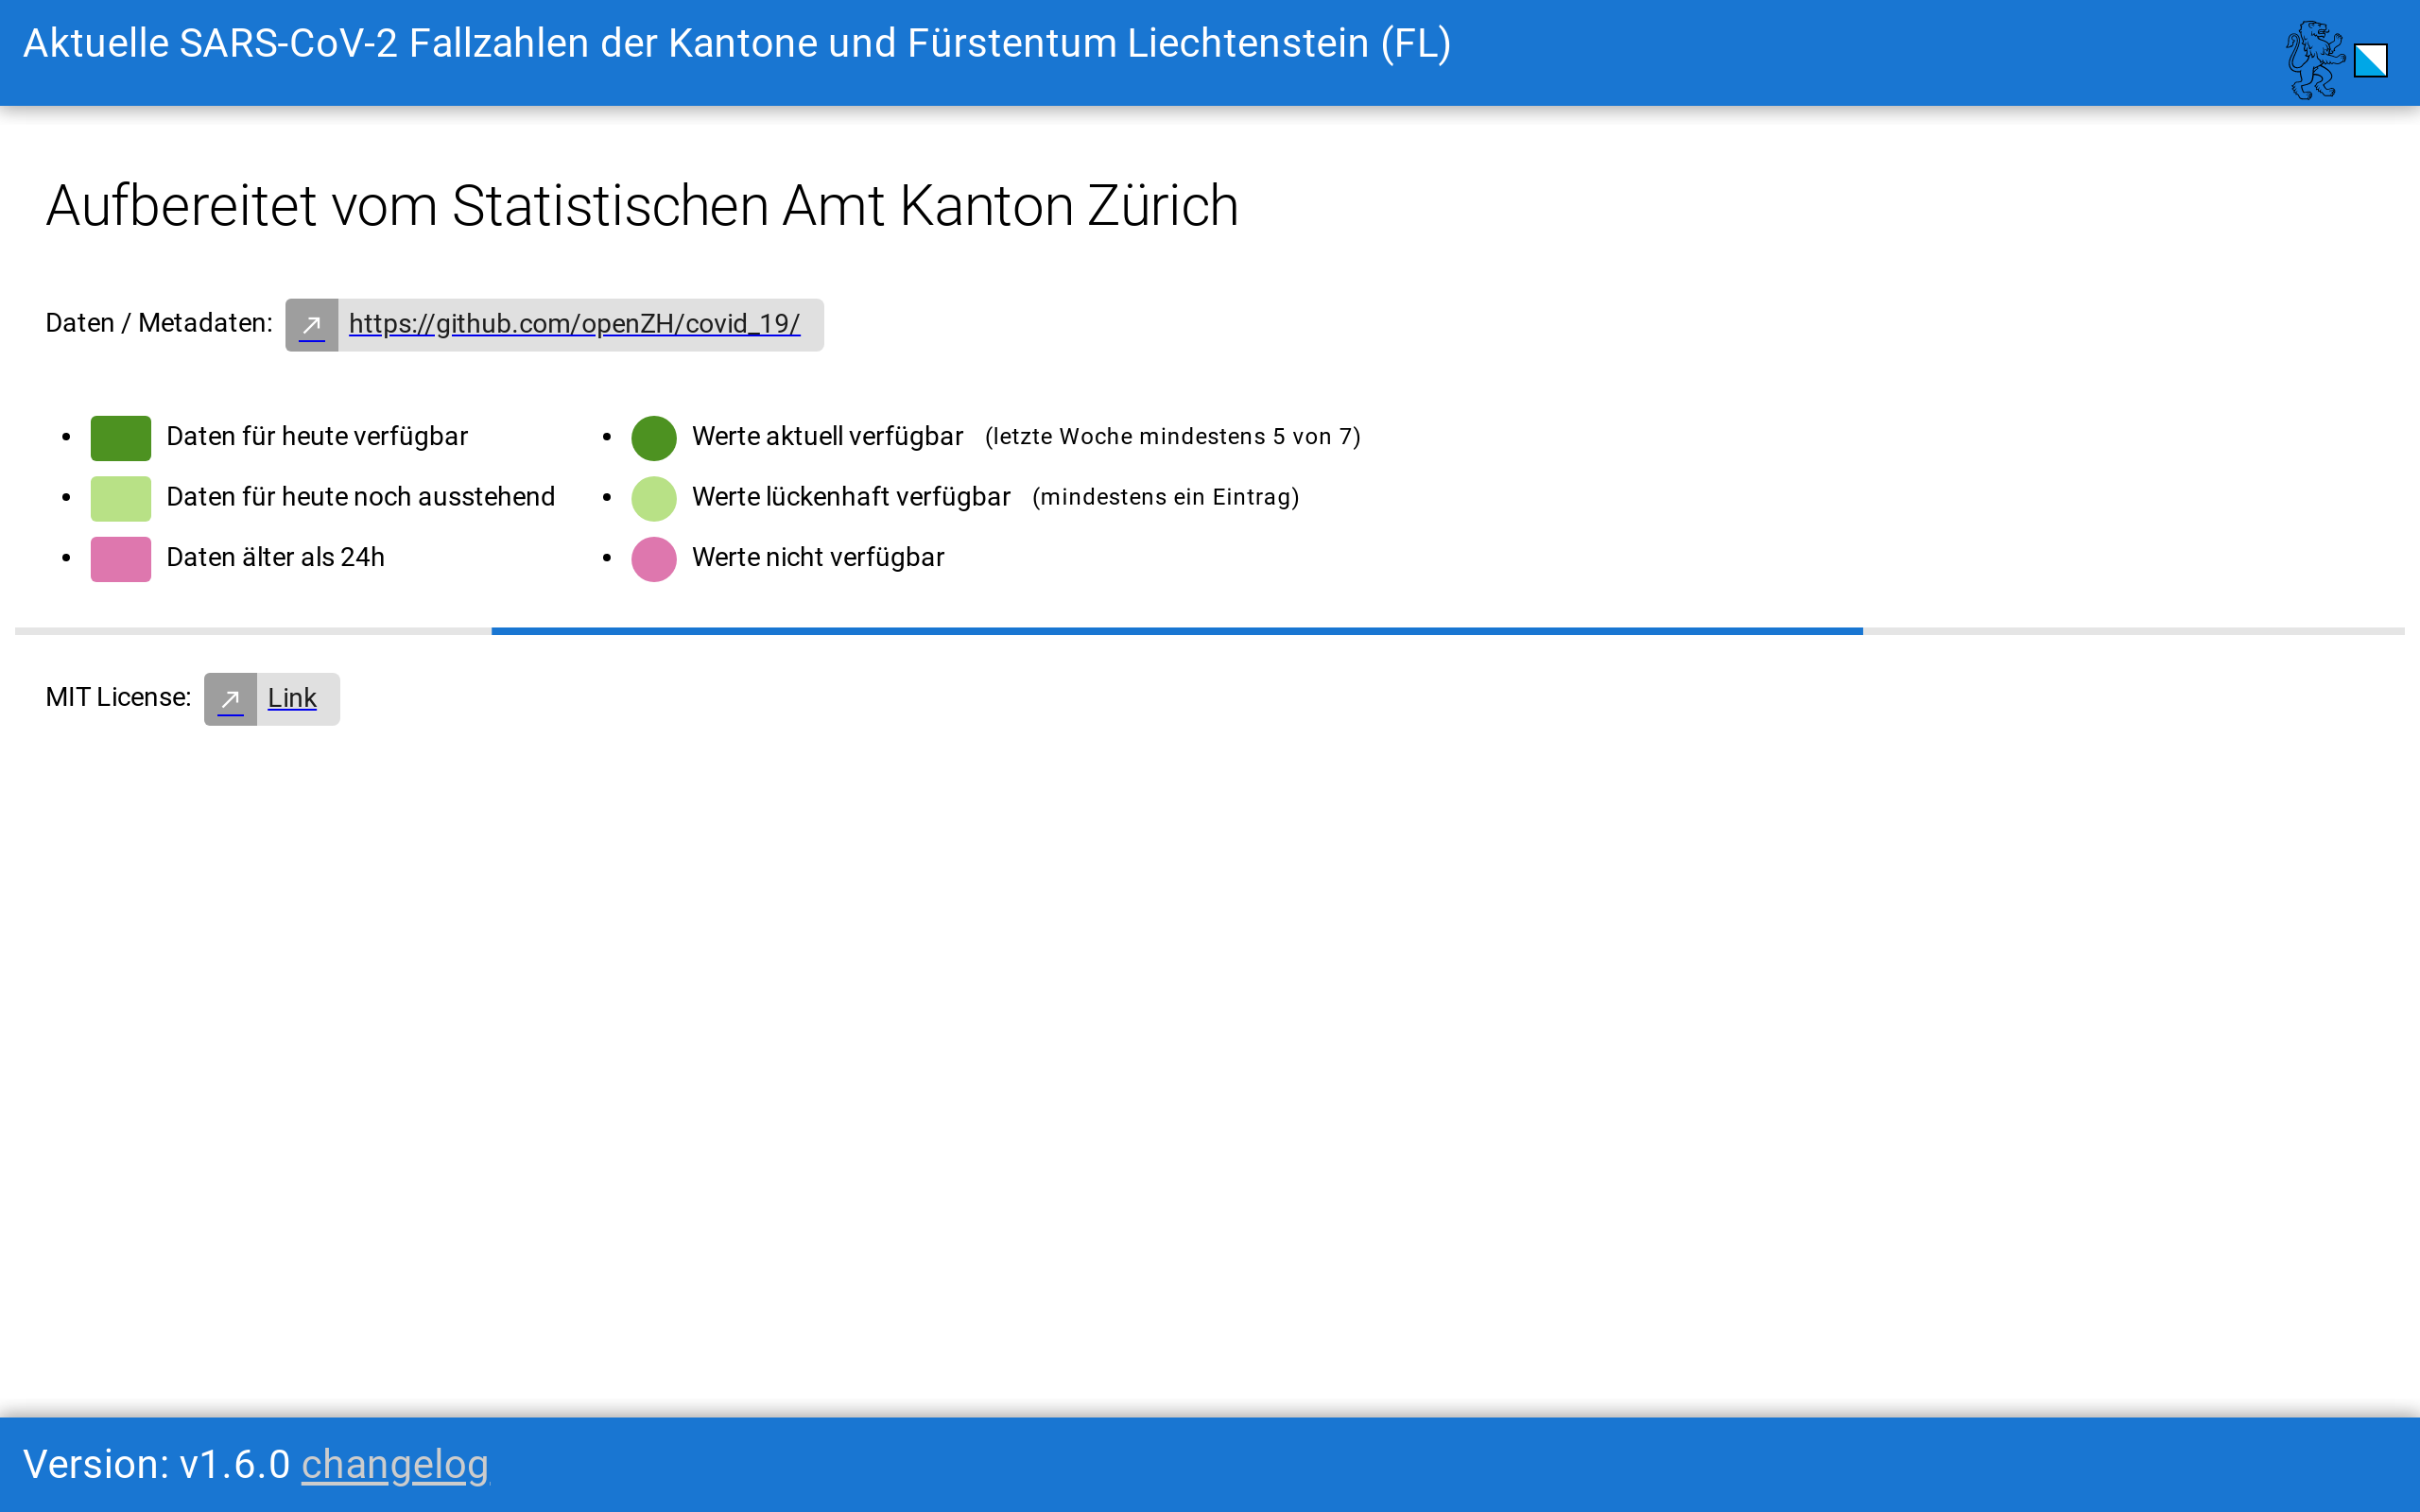 Aktuelle SARS-CoV-2 Fallzahlen der Kantone und Fürstentum Liechtenstein (FL)
Aufbereitet vom Statistischen Amt Kanton Zürich
Daten / Metadaten: https://github.com/openZH/covid_19/
Daten für heute verfügbar
Daten für heute noch ausstehend
Daten älter als 24h
Werte aktuell verfügbar (letzte Woche mindestens 5 von 7)
Werte lückenhaft verfügbar (mindestens ein Eintrag)
Werte nicht verfügbar
MIT License: Link
Version: v1.6.0 changelog